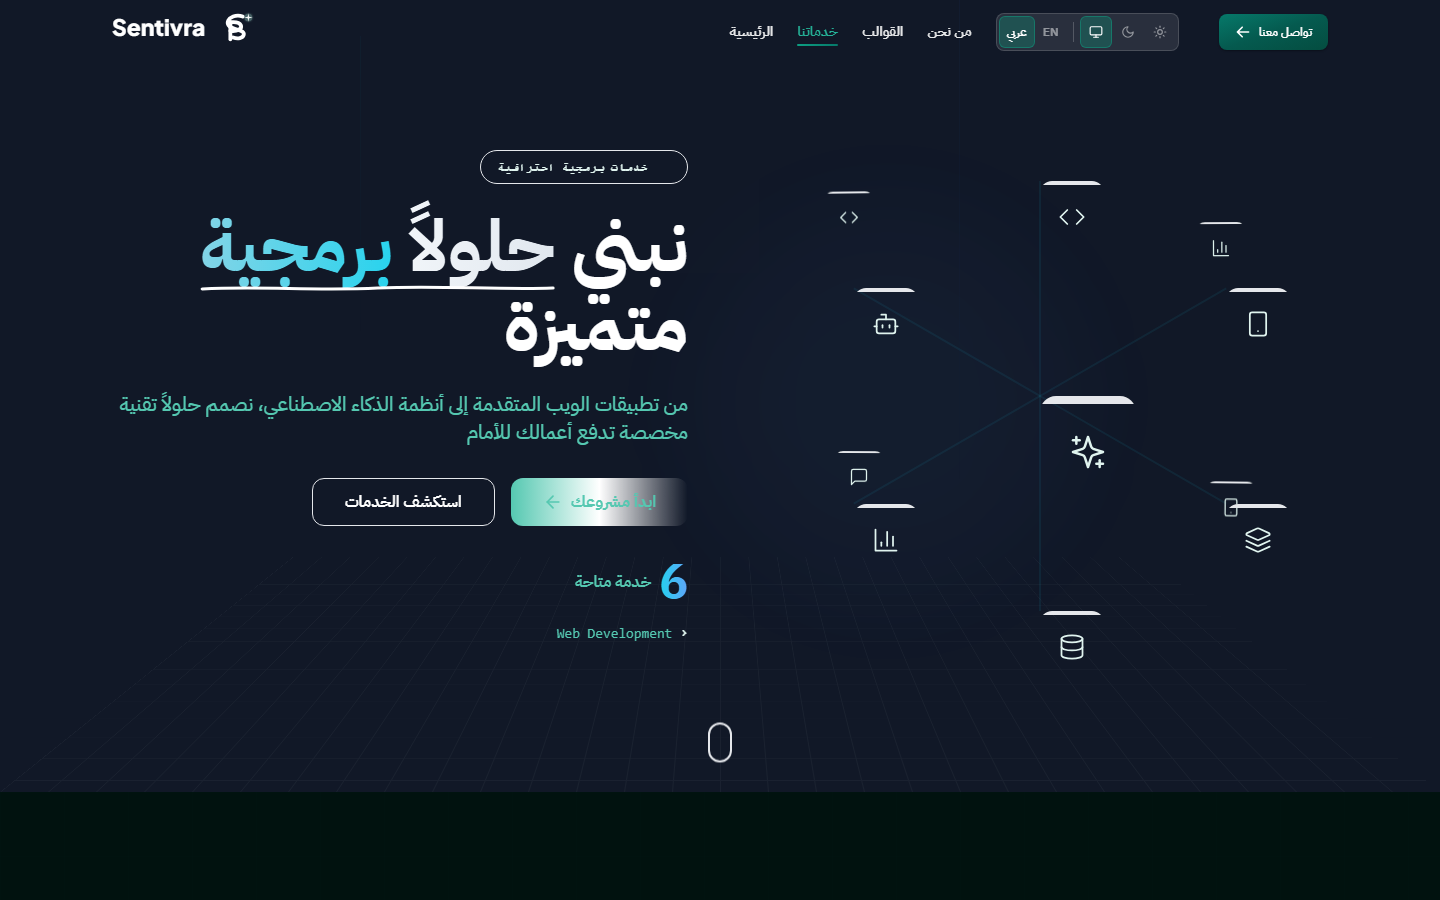 Sentivra
الرئيسية
خدماتنا
القوالب
من نحن
عربي
EN
تواصل معنا
خدمات برمجية احترافية
نبني حلولاً برمجية
متميزة
من تطبيقات الويب المتقدمة إلى أنظمة الذكاء الاصطناعي، نصمم حلولاً تقنية
مخصصة تدفع أعمالك للأمام
ابدأ مشروعك
استكشف الخدمات
6 خدمة متاحة
› Web Development